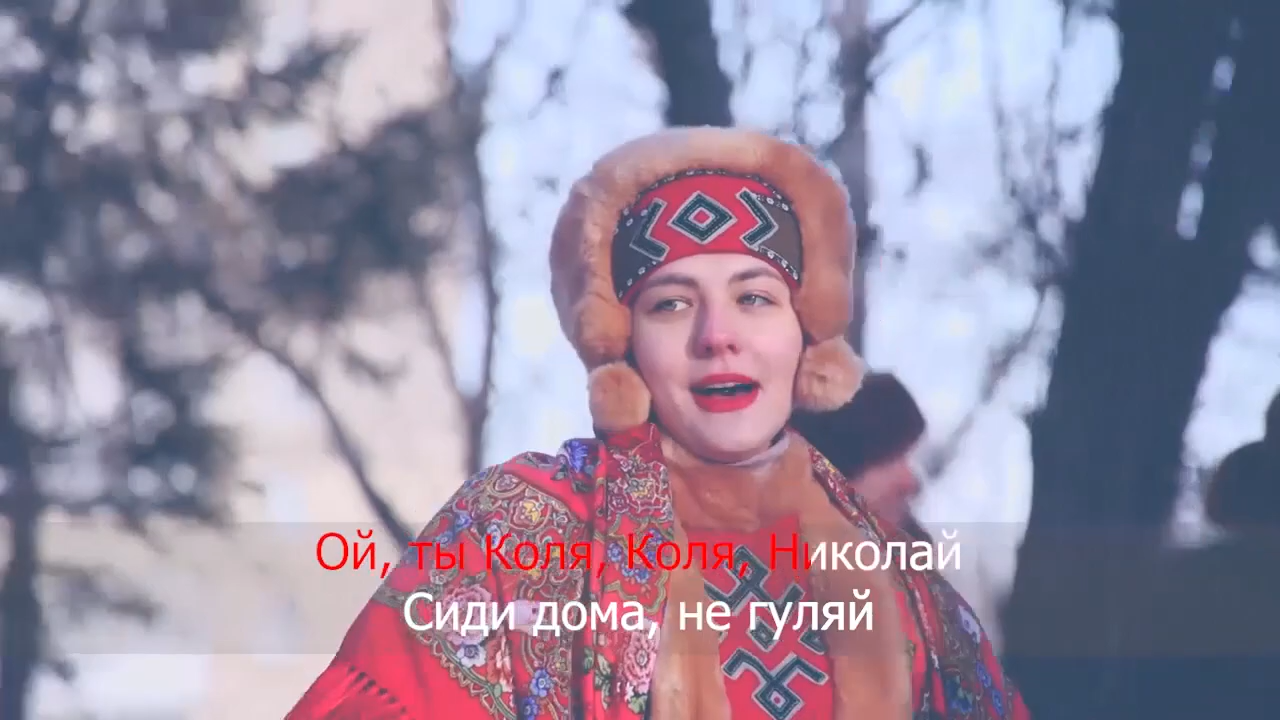 Ой, ты Коля, Коля, Николай
Сиди дома, не гуляй